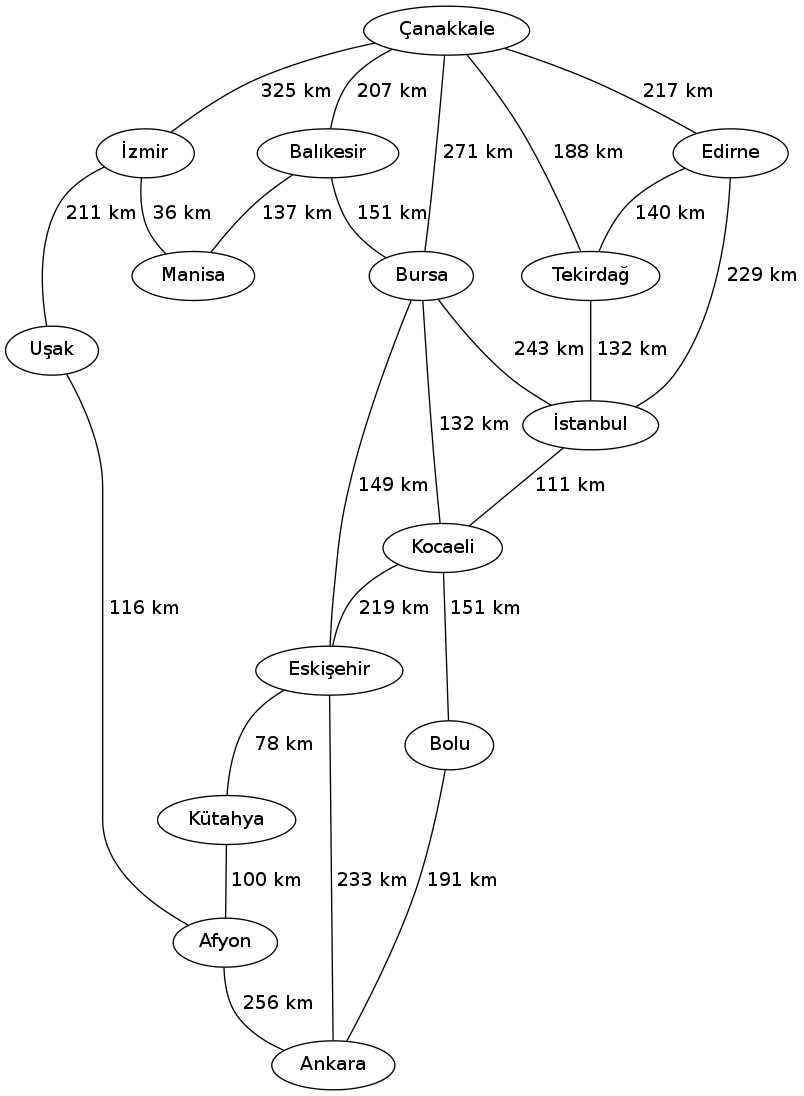 Çanakkale
325 km
207 km
217 km
İzmir
Balıkesir
271 km
188 km
Edirne
211 km
36 km
137 km
151 km
140 km
Manisa
Bursa
Tekirdağ
229 km
Uşak
243 km
132 km
132 km
İstanbul
149 km
111 km
Kocaeli
116 km
219 km
151 km
Eskişehir
78 km
Bolu
Kütahya
100 km
233 km
191 km
Afyon
256 km
Ankara